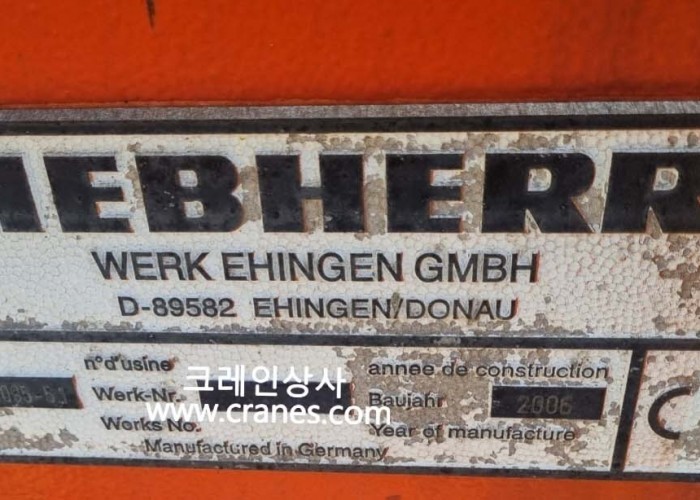 IEBHERR
WERK EHINGEN GMBH
D-89582 EHINGEN/DONAU
n°d'usine
Werk-Nr.
Works No.
annee de construction
Baujahr
2006
Year of manufacture
Manufactured in Germany
크레인상사
www.cranes.com